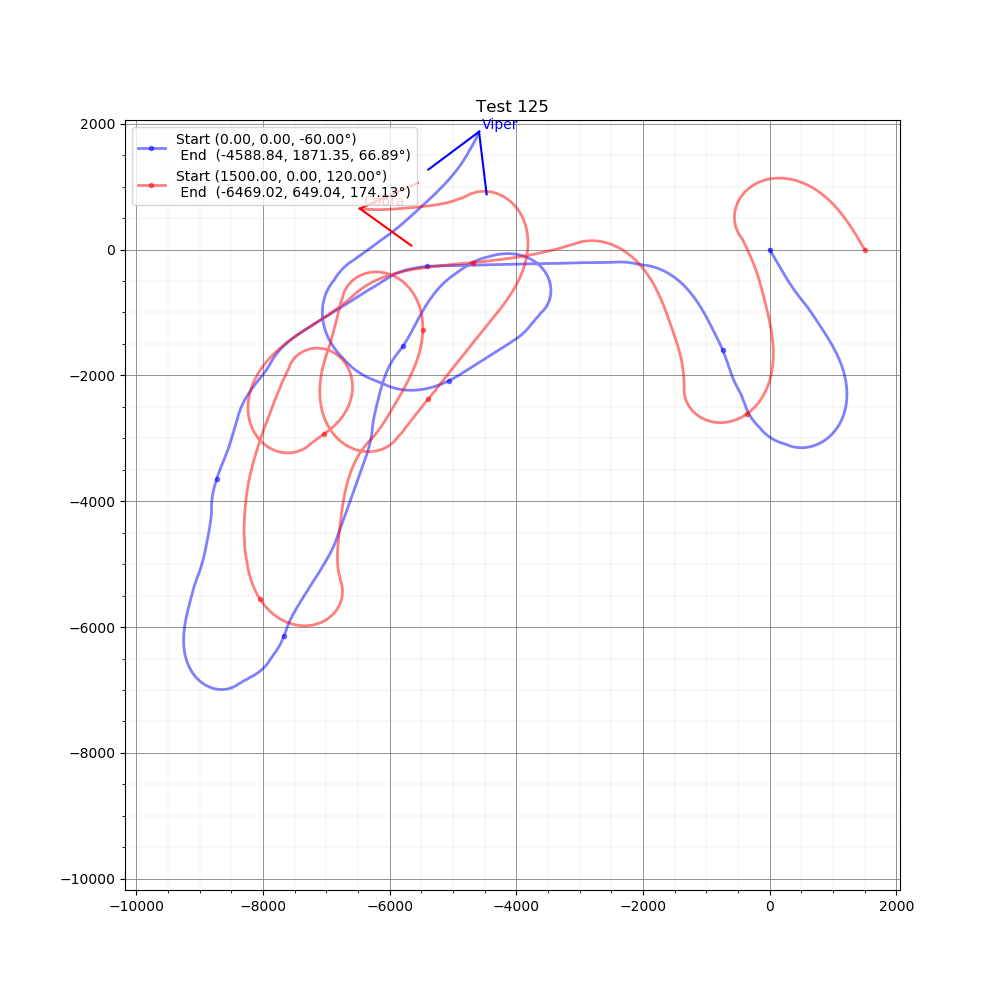 Test 125
Viper
Start (0.00, 0.00, -60.00°)
End (-4588.84, 1871.35, 66.89°)
Start (1500.00, 0.00, 120.00°)
End (-6469.02, 649.04, 174.13°)
Cobra
2000
0
−2000
−4000
−6000
−8000
−10000
−10000 −8000 −6000 −4000 −2000 0 2000